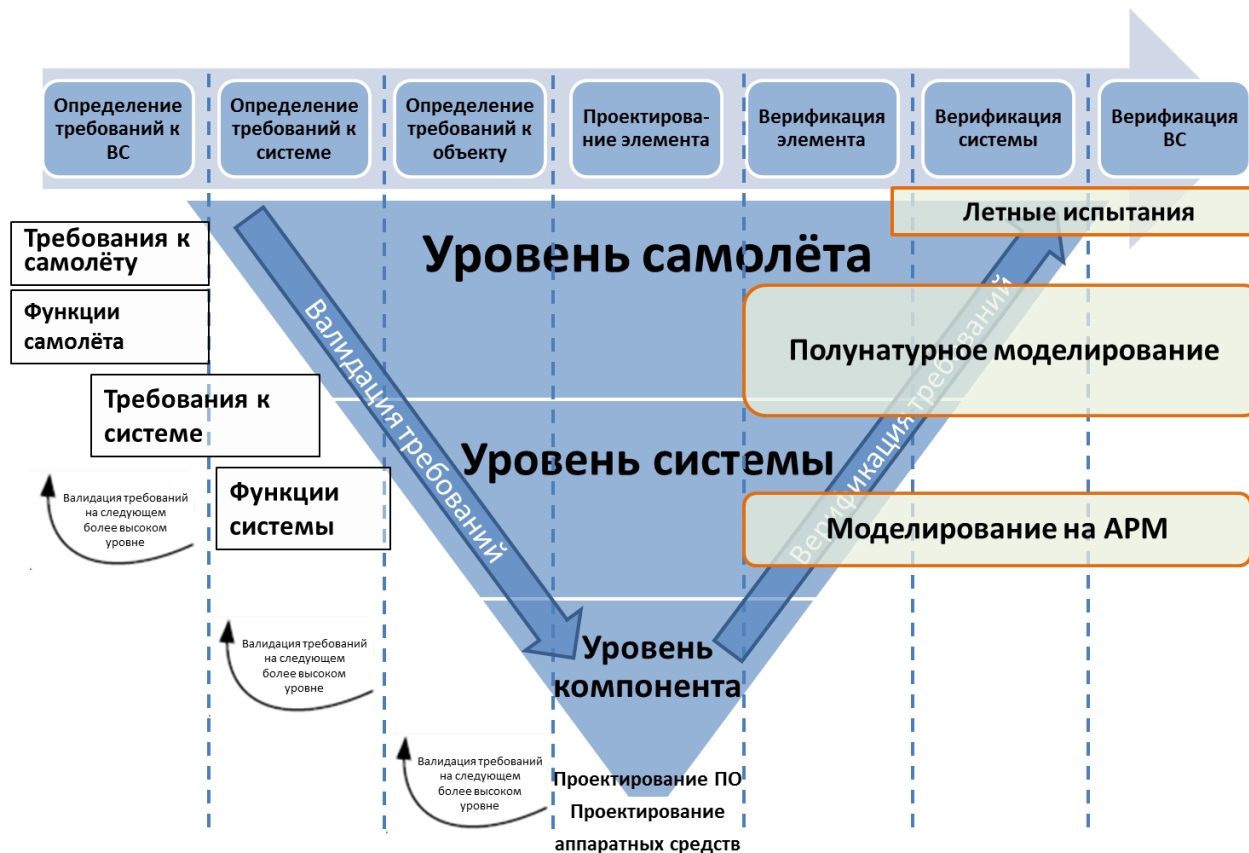 Определение
требований к
ВС
Определение
требований к
системе
Определение
требований к
объекту
Проектирова-
ние элемента
Верификация
элемента
Верификация
системы
Верификация
ВС
Летные испытания
Требования к
самолёту
Уровень самолёта
Функции
самолёта
Валидация требований
Верификация требований
Полунатурное моделирование
Требования к
системе
Уровень системы
Валидация требований
на следующем
более высоком
уровне
Функции
системы
Моделирование на АРМ
Валидация требований
на следующем
более высоком
уровне
Уровень
компонента
Валидация требований
на следующем
более высоком
уровне
Проектирование ПО
Проектирование
аппаратных средств